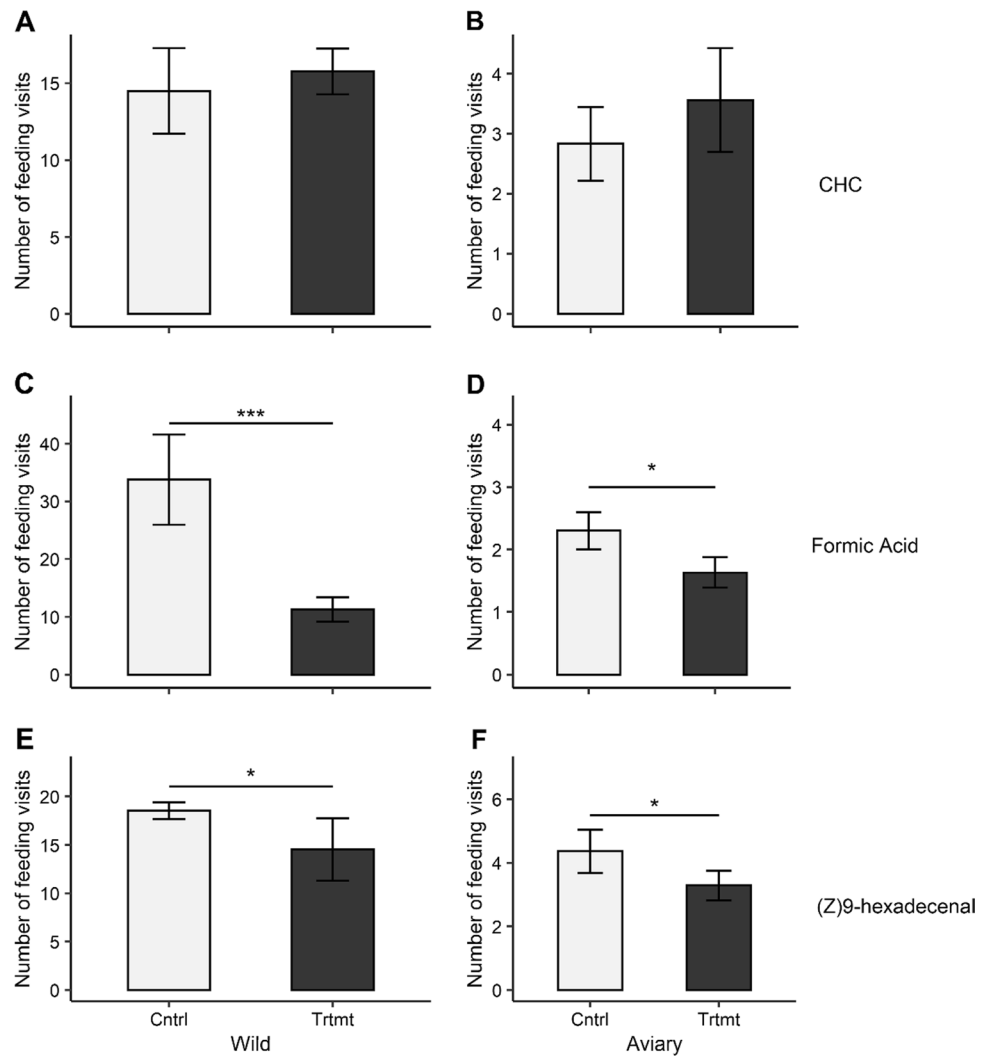 A
B
Number of feeding visits
15
10
5
0
Number of feeding visits
4
3
2
1
0
CHC
C
D
Number of feeding visits
40
30
20
10
0
***
Number of feeding visits
4
3
2
1
0
*
Formic Acid
E
F
Number of feeding visits
20
15
10
5
0
*
Number of feeding visits
6
4
2
0
*
(Z)9-hexadecenal
Cntrl Trtmt
Wild
Cntrl Trtmt
Aviary